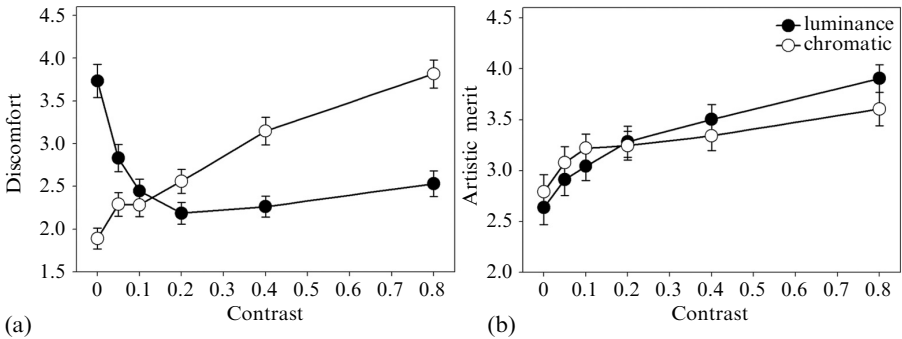 4.5
4.0
3.5
3.0
2.5
2.0
1.5
Discomfort
0 0.1 0.2 0.3 0.4 0.5 0.6 0.7 0.8
Contrast
(a)
4.5
4.0
3.5
3.0
2.5
2.0
Artistic merit
luminance
chromatic
0 0.1 0.2 0.4 0.4 0.5 0.6 0.7 0.8
Contrast
(b)